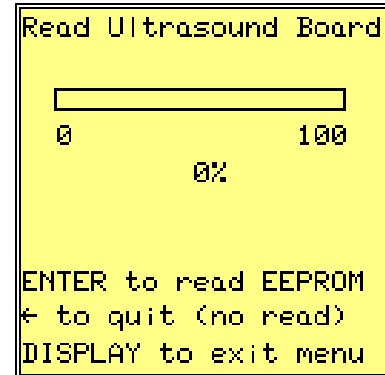 Read Ultrasound Board
0 100
0%
ENTER to read EEPROM
← to quit (no read)
DISPLAY to exit menu